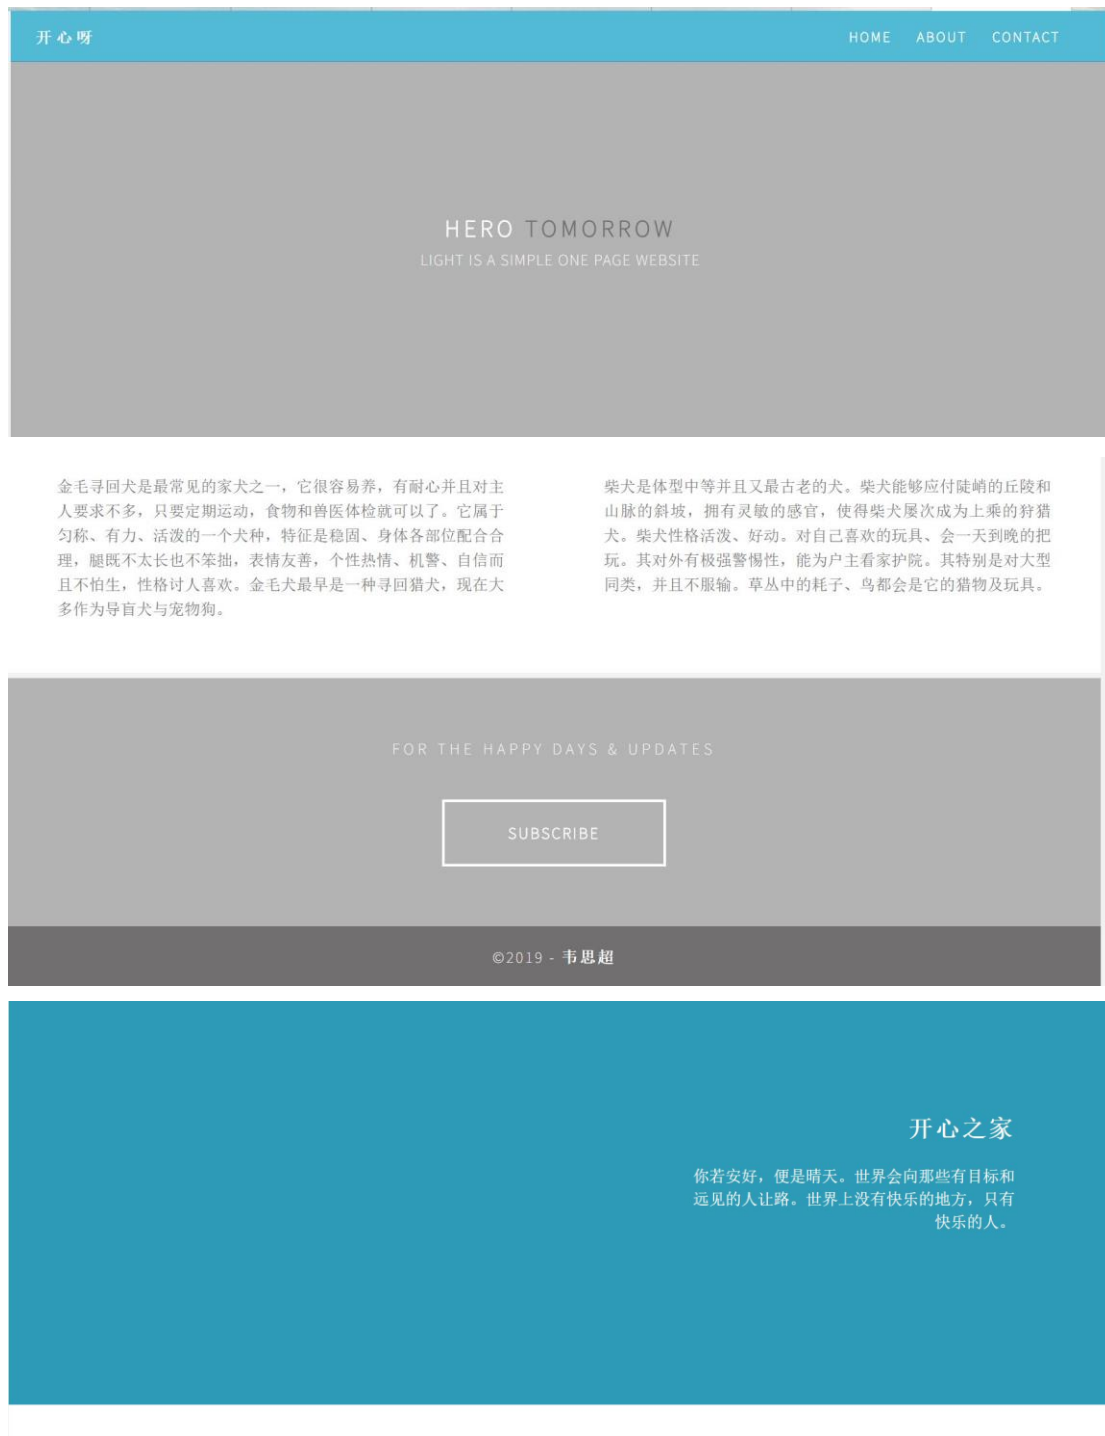 开心呀
HOME ABOUT CONTACT
HERO TOMORROW
LIGHT IS A SIMPLE ONE PAGE WEBSITE
金毛寻回犬是最常见的家犬之一，它很容易养，有耐心并且对主
人要求不多，只要定期运动，食物和兽医体检就可以了。它属于
匀称、有力、活泼的一个犬种，特征是稳固、身体各部位配合合
理，腿既不太长也不笨拙，表情友善，个性热情、机警、自信而
且不怕生，性格讨人喜欢。金毛犬最早是一种寻回猎犬，现在大
多作为导盲犬与宠物狗。
柴犬是体型中等并且又最古老的犬。柴犬能够应付陡峭的丘陵和
山脉的斜坡，拥有灵敏的感官，使得柴犬屡次成为上乘的狩猎
犬。柴犬性格活泼、好动。对自己喜欢的玩具、会一天到晚的把
玩。其对外有极强警惕性，能为户主看家护院。其特别是对大型
同类，并且不服输。草丛中的耗子、鸟都会是它的猎物及玩具。
FOR THE HAPPY DAYS & UPDATES
SUBSCRIBE
©2019 - 韦思超
开心之家
你若安好，便是晴天。世界会向那些有目标和
远见的人让路。世界上没有快乐的地方，只有
快乐的人。